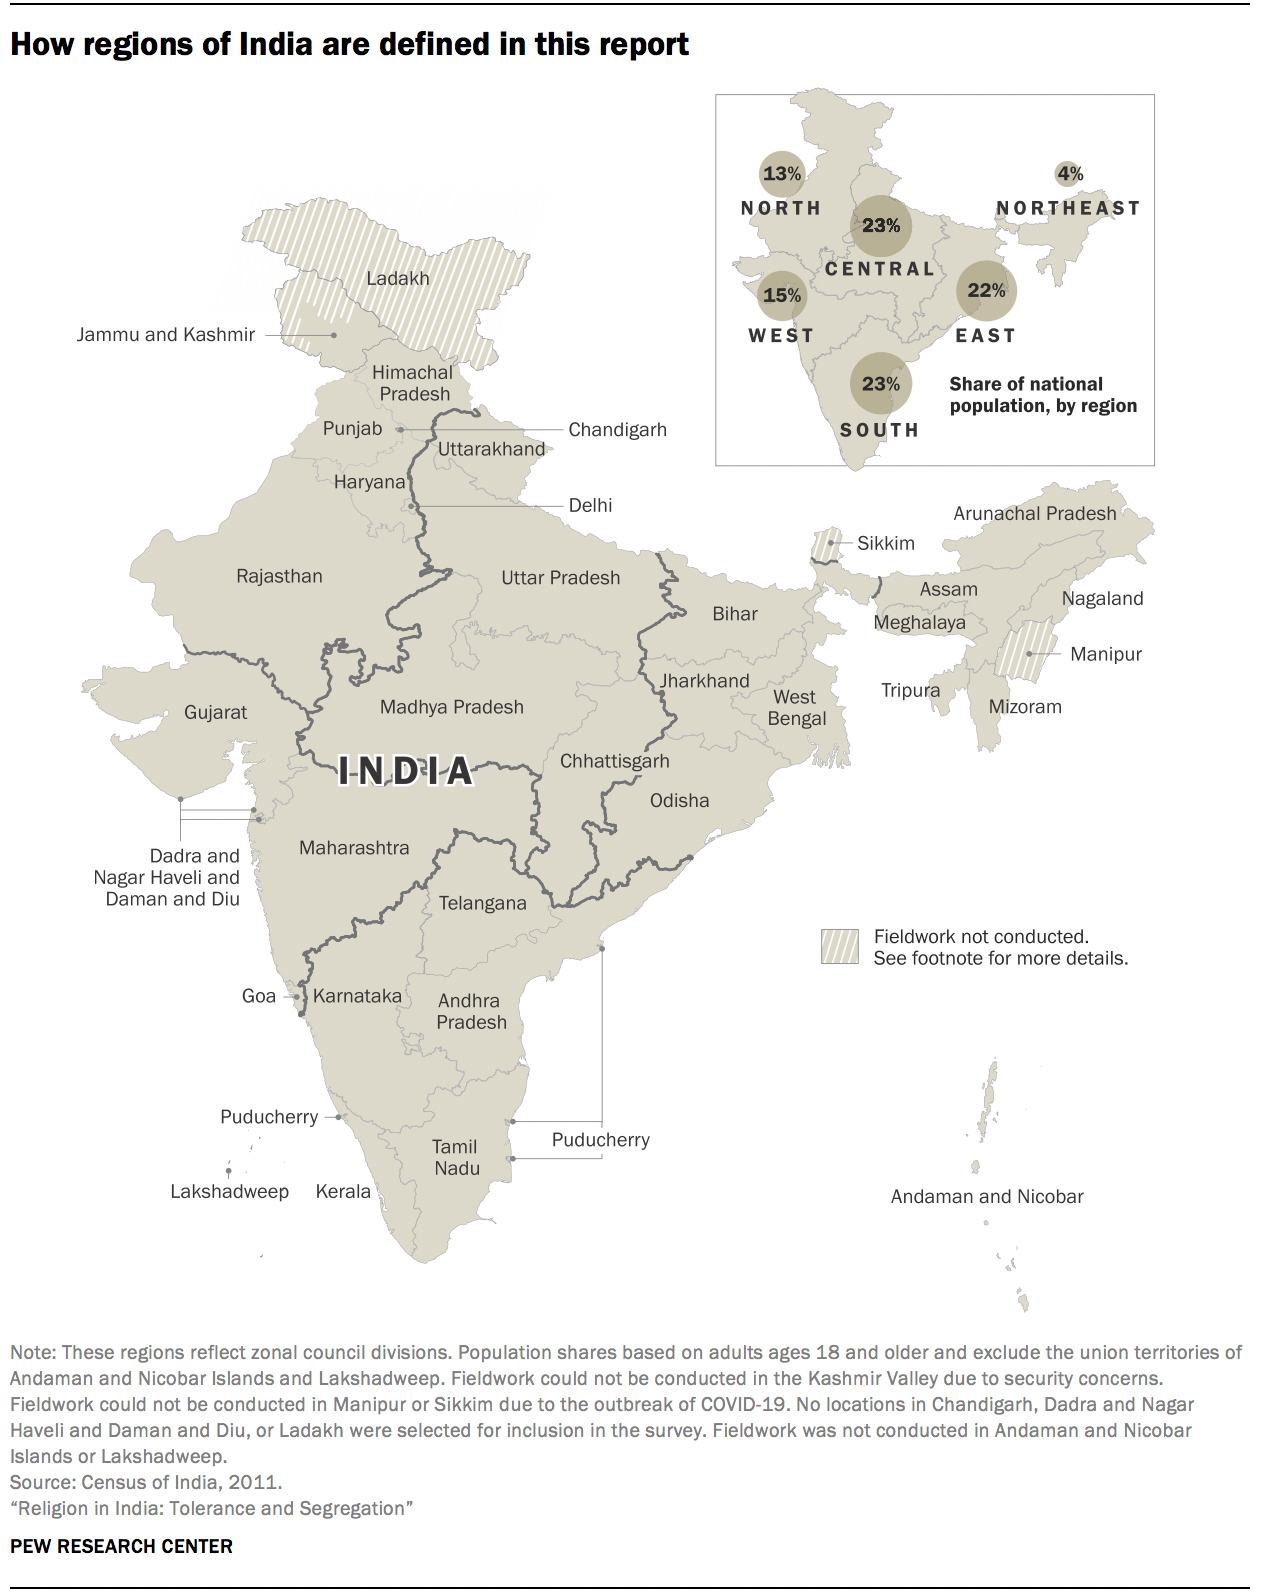 How regions of India are defined in this report
13%
NORTH
4%
NORTHEAST
23%
CENTRAL
15%
WEST
22%
EAST
23%
SOUTH
Share of national
population, by region
Ladakh
Jammu and Kashmir
Himachal
Pradesh
Punjab
Chandigarh
Uttarakhand
Haryana
Delhi
Arunachal Pradesh
Sikkim
Rajasthan
Uttar Pradesh
Assam
Nagaland
Bihar
Meghalaya
Manipur
Jharkhand
Tripura
West
Bengal
Mizoram
Gujarat
Madhya Pradesh
Chhattisgarh
INDIA
Odisha
Maharashtra
Dadra and
Nagar Haveli and
Daman and Diu
Telangana
Fieldwork not conducted.
See footnote for more details.
Goa
Karnataka
Andhra
Pradesh
Puducherry
Puducherry
Tamil
Nadu
Lakshadweep
Kerala
Andaman and Nicobar
Note: These regions reflect zonal council divisions. Population shares based on adults ages 18 and older and exclude the union territories of
Andaman and Nicobar Islands and Lakshadweep. Fieldwork could not be conducted in the Kashmir Valley due to security concerns.
Fieldwork could not be conducted in Manipur or Sikkim due to the outbreak of COVID-19. No locations in Chandigarh, Dadra and Nagar
Haveli and Daman and Diu, or Ladakh were selected for inclusion in the survey. Fieldwork was not conducted in Andaman and Nicobar
Islands or Lakshadweep.
Source: Census of India, 2011.
“Religion in India: Tolerance and Segregation”
PEW RESEARCH CENTER